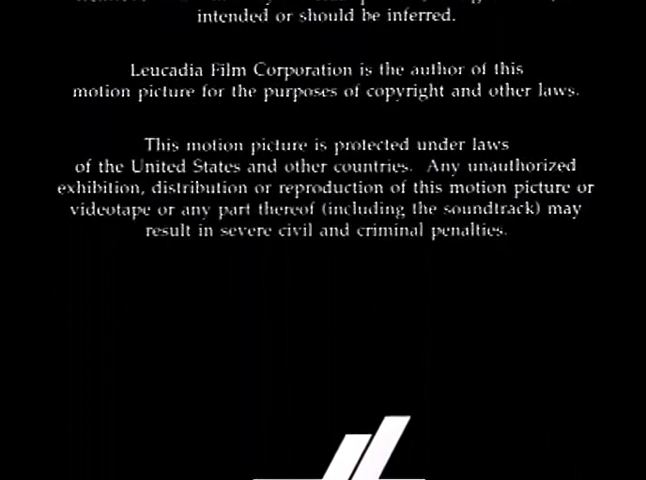 intended or should be inferred.
Leucadia Film Corporation is the author of this
motion picture for the purposes of copyright and other laws.
This motion picture is protected under laws
of the United States and other countries. Any unauthorized
exhibition, distribution or reproduction of this motion picture or
videotape or any part thereof (including the soundtrack) may
result in severe civil and criminal penalties.